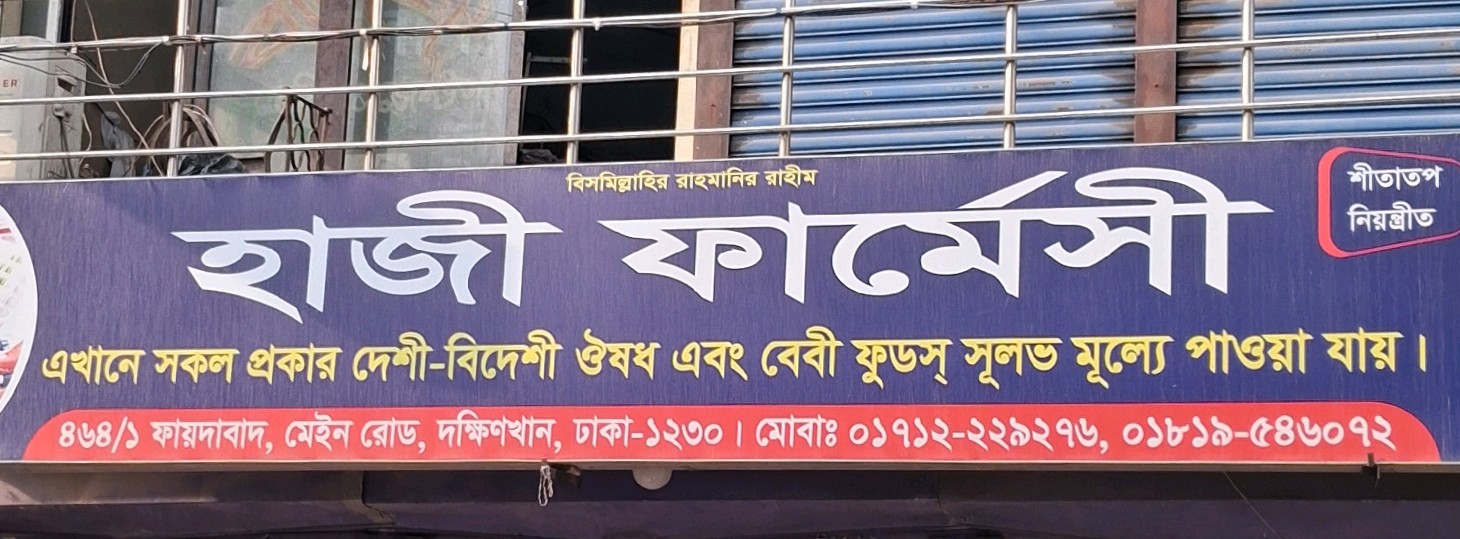 বিসমিল্লাহির রাহমানির রাহীম
হাজী ফার্মেসী
শীতাতপ
নিয়ন্ত্রীত
এখানে সকল প্রকার দেশী-বিদেশী ঔষধ এবং বেবী ফুডস্ সূলভ মূল্যে পাওয়া যায়।
৪৬৪/১ ফায়দাবাদ, মেইন রোড, দক্ষিণখান, ঢাকা-১২৩০। মোবাঃ ০১৭১২-২২৯২৭৬, ০১৮১৯-৫৪৬০৭২